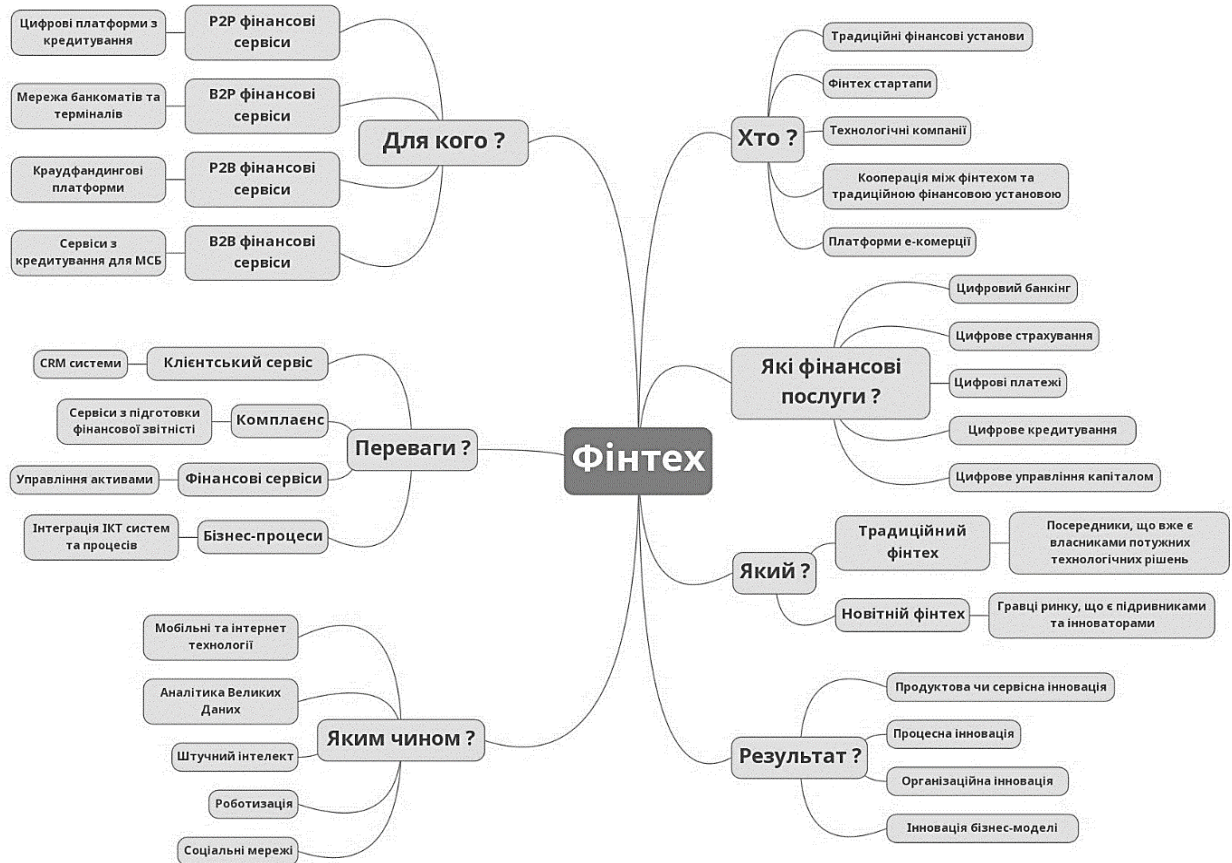 Цифрові платформи з
кредитування
P2P фінансові
сервіси
Мережа банкоматів та
терміналів
B2P фінансові
сервіси
Краудфандингові
платформи
P2B фінансові
сервіси
Сервіси з
кредитування для МСБ
B2B фінансові
сервіси
Для кого ?
CRM системи
Клієнтський сервіс
Сервіси з підготовки
фінансової звітністі
Комплаєнс
Управління активами
Фінансові сервіси
Інтеграція ІКТ систем
та процесів
Бізнес-процеси
Переваги ?
Мобільні та інтернет
технології
Аналітика Великих
Даних
Штучний інтелект
Роботизація
Соціальні мережі
Яким чином ?
Фінтех
Хто ?
Традиційні фінансові установи
Фінтех стартапи
Технологічні компанії
Кооперація між фінтехом та
традиційною фінансовою установою
Платформи е-комерції
Які фінансові
послуги ?
Цифровий банкінг
Цифрове страхування
Цифрові платежі
Цифрове кредитування
Цифрове управління капіталом
Який ?
Традиційний
фінтех
Посередники, що вже є
власниками потужних
технологічних рішень
Новітній фінтех
Гравці ринку, що є підривниками
та інноваторами
Результат ?
Продуктова чи сервісна інновація
Процесна інновація
Організаційна інновація
Інновація бізнес-моделі